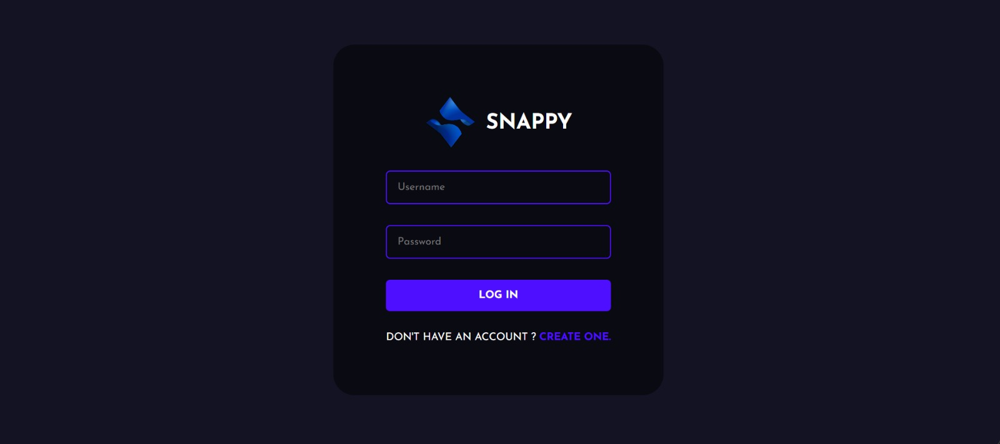 SNAPPY
Username
Password
LOG IN
DON'T HAVE AN ACCOUNT ? CREATE ONE.